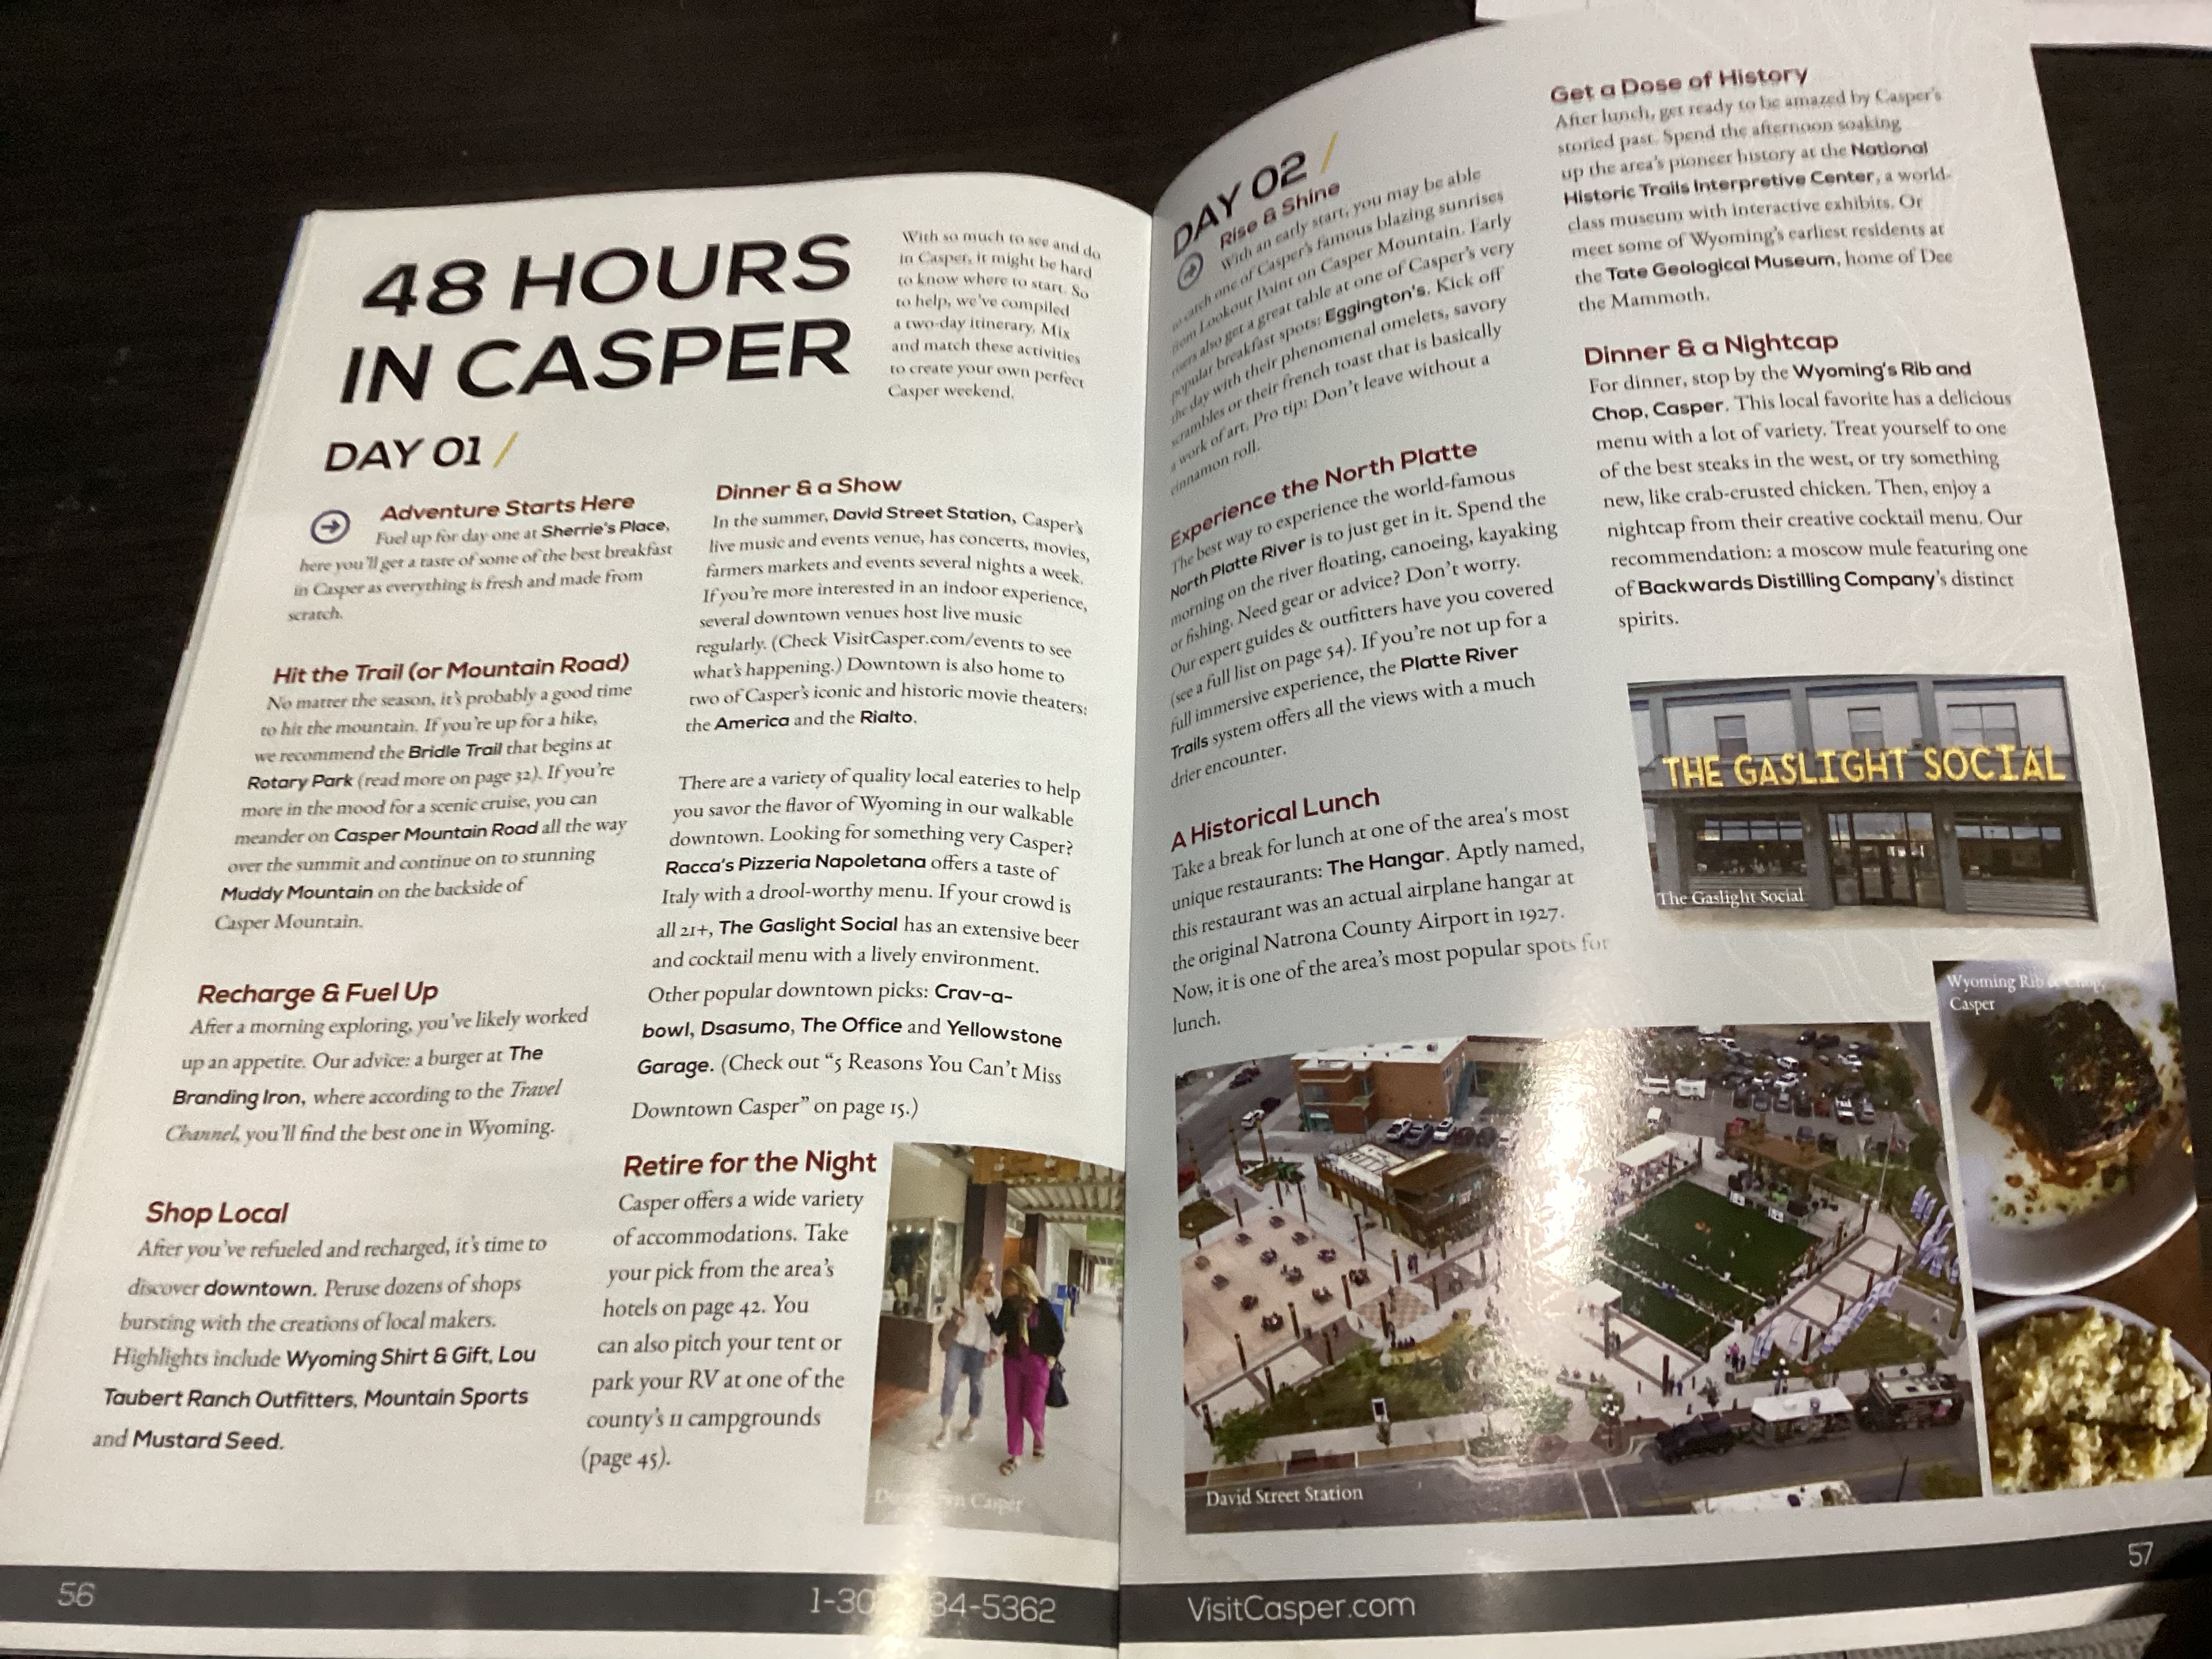 48 HOURS
IN CASPER
With so much to see and do
in Casper, it might be hard
to know where to start. So
to help, we've compiled
a two-day itinerary. Mix
and match these activities
to create your own perfect
Casper weekend.
DAY 01 /
Adventure Starts Here
Fuel up for day one at Sherrie's Place,
here you'll get a taste of some of the best breakfast
in Casper as everything is fresh and made from
scratch.
Hit the Trail (or Mountain Road)
No matter the season, it's probably a good time
to hit the mountain. If you're up for a hike,
we recommend the Bridle Trail that begins at
Rotary Park (read more on page 32). If you're
more in the mood for a scenic cruise, you can
meander on Casper Mountain Road all the way
over the summit and continue on to stunning
Muddy Mountain on the backside of
Casper Mountain.
Recharge & Fuel Up
After a morning exploring, you've likely worked
up an appetite. Our advice: a burger at The
Branding Iron, where according to the Travel
Channel, you'll find the best one in Wyoming.
Shop Local
After you've refueled and recharged, it's time to
discover downtown. Peruse dozens of shops
bursting with the creations of local makers.
Highlights include Wyoming Shirt & Gift, Lou
Taubert Ranch Outfitters, Mountain Sports
and Mustard Seed.
Dinner & a Show
In the summer, David Street Station, Casper's
live music and events venue, has concerts, movies,
farmers markets and events several nights a week.
If you're more interested in an indoor experience,
several downtown venues host live music
regularly. (Check VisitCasper.com/events to see
what's happening.) Downtown is also home to
two of Casper's iconic and historic movie theaters:
the America and the Rialto.
There are a variety of quality local eateries to help
you savor the flavor of Wyoming in our walkable
downtown. Looking for something very Casper?
Racca's Pizzeria Napoletana offers a taste of
Italy with a drool-worthy menu. If your crowd is
all 21+, The Gaslight Social has an extensive beer
and cocktail menu with a lively environment.
Other popular downtown picks: Crav-a-
bowl, Dsasumo, The Office and Yellowstone
Garage. (Check out “5 Reasons You Can't Miss
Downtown Casper” on page 15.)
Retire for the Night
Casper offers a wide variety
of accommodations. Take
your pick from the area's
hotels on page 42. You
can also pitch your tent or
park your RV at one of the
county's 11 campgrounds
(page 45).
Casper
56
34-5362
DAY 02 /
Rise & Shine
With an early start, you may be able
to catch one of Casper's famous blazing sunrises
from Lookout Point on Casper Mountain. Early
risers also get a great table at one of Casper's very
popular breakfast spots: Eggington's. Kick off
the day with their phenomenal omelets, savory
scrambles or their french toast that is basically
a work of art. Pro tip: Don't leave without a
cinnamon roll.
Experience the North Platte
The best way to experience the world-famous
North Platte River is to just get in it. Spend the
morning on the river floating, canoeing, kayaking
or fishing. Need gear or advice? Don't worry.
Our expert guides & outfitters have you covered
(see a full list on page 54). If you're not up for a
full immersive experience, the Platte River
Trails system offers all the views with a much
drier encounter.
A Historical Lunch
Take a break for lunch at one of the area's most
unique restaurants: The Hangar. Aptly named,
this restaurant was an actual airplane hangar at
the original Natrona County Airport in 1927.
Now, it is one of the area's most popular spots for
lunch.
Get a Dose of History
After lunch, get ready to be amazed by Casper's
storied past. Spend the afternoon soaking
up the area's pioneer history at the National
Historic Trails Interpretive Center, a world-
class museum with interactive exhibits. Or
meet some of Wyoming's earliest residents at
the Tate Geological Museum, home of Dee
the Mammoth.
Dinner & a Nightcap
For dinner, stop by the Wyoming's Rib and
Chop, Casper. This local favorite has a delicious
menu with a lot of variety. Treat yourself to one
of the best steaks in the west, or try something
new, like crab-crusted chicken. Then, enjoy a
nightcap from their creative cocktail menu. Our
recommendation: a moscow mule featuring one
of Backwards Distilling Company's distinct
spirits.
THE GASLIGHT SOCIAL
The Gaslight Social
Wyoming Rib & Chop,
Casper
David Street Station
VisitCasper.com
57